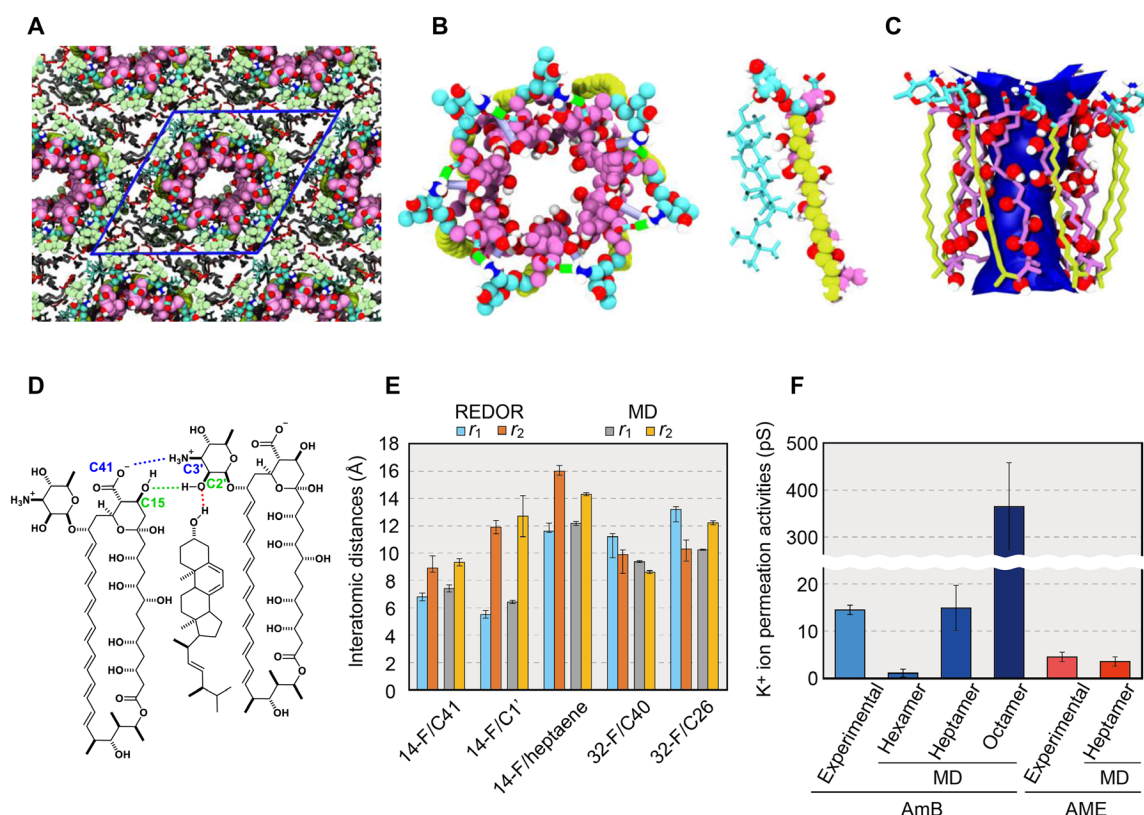 A
B
C
D
C41
O
O⁻
H₃N⁺
OH
HO
H
C15
C3'
C2'
H₃N⁺
E
REDOR
MD
r₁ r₂ r₁ r₂
Interatomic distances (Å)
18
16
14
12
10
8
6
4
2
0
14-F/C41
14-F/C1'
14-F/heptaene
32-F/C40
32-F/C26
F
K⁺ ion permeation activities (pS)
500
400
300
20
10
0
Experimental
Hexamer
Heptamer
Octamer
Experimental
Heptamer
MD
MD
AmB
AME